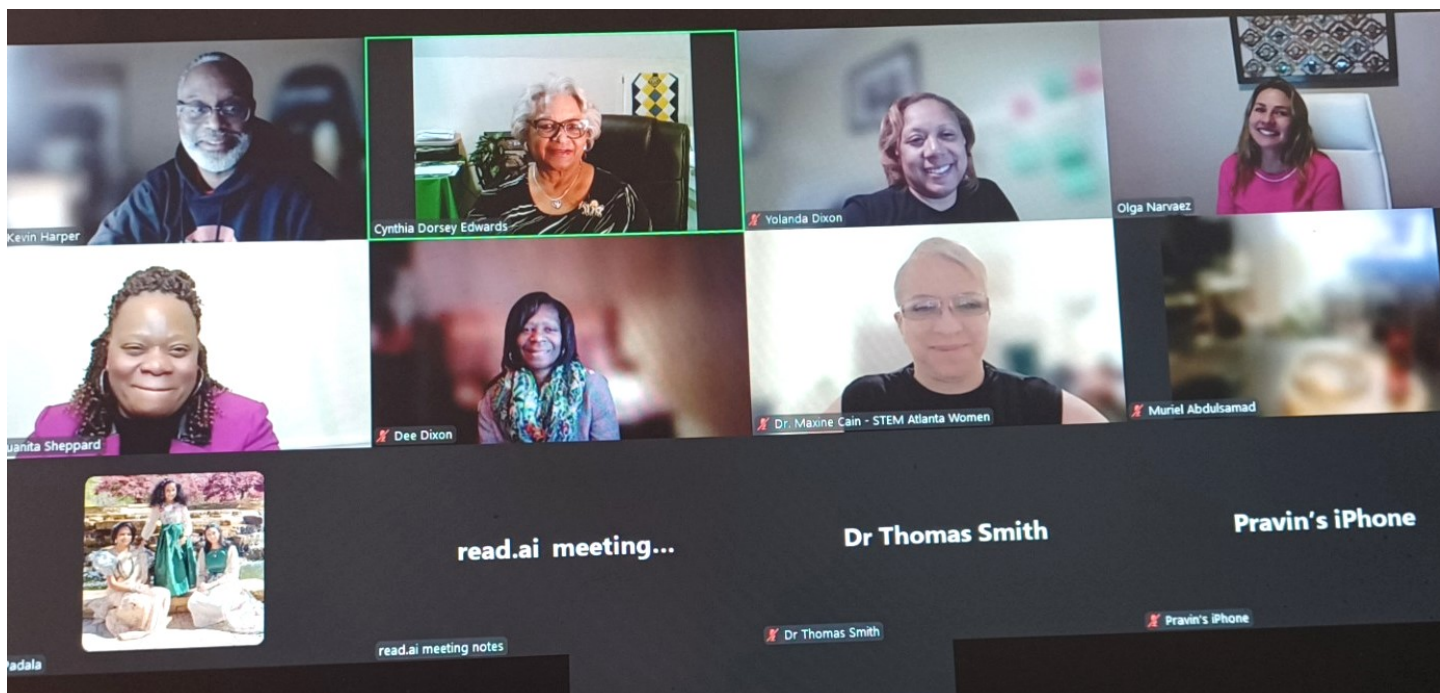 Kevin Harper
Cynthia Dorsey Edwards
Yolanda Dixon
Olga Narvaez
uanita Sheppard
Dee Dixon
Dr. Maxine Cain - STEM Atlanta Women
Muriel Abdulsamad
read.ai meeting...
Dr Thomas Smith
Pravin's iPhone
adala
read.ai meeting notes
Dr Thomas Smith
Pravin's iPhone